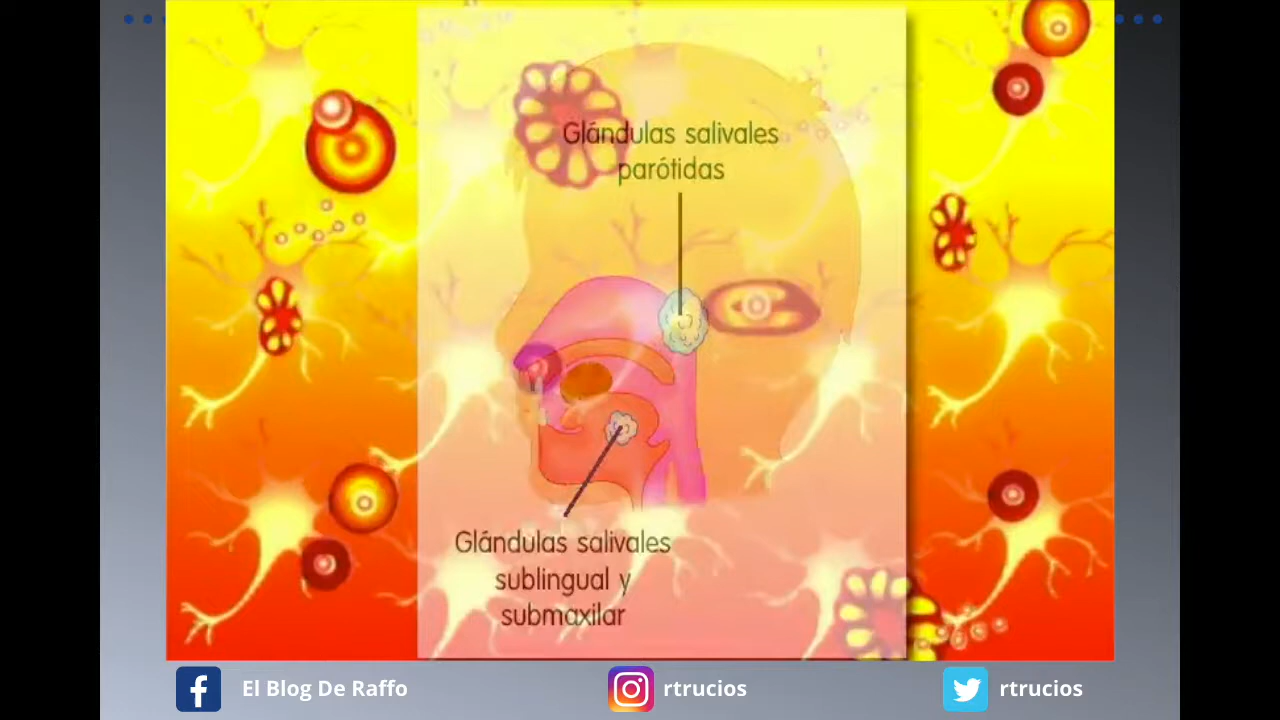 Glándulas salivales
parótidas
Glándulas salivales
sublingual y
submaxilar
El Blog De Raffo
rtrucios
rtrucios